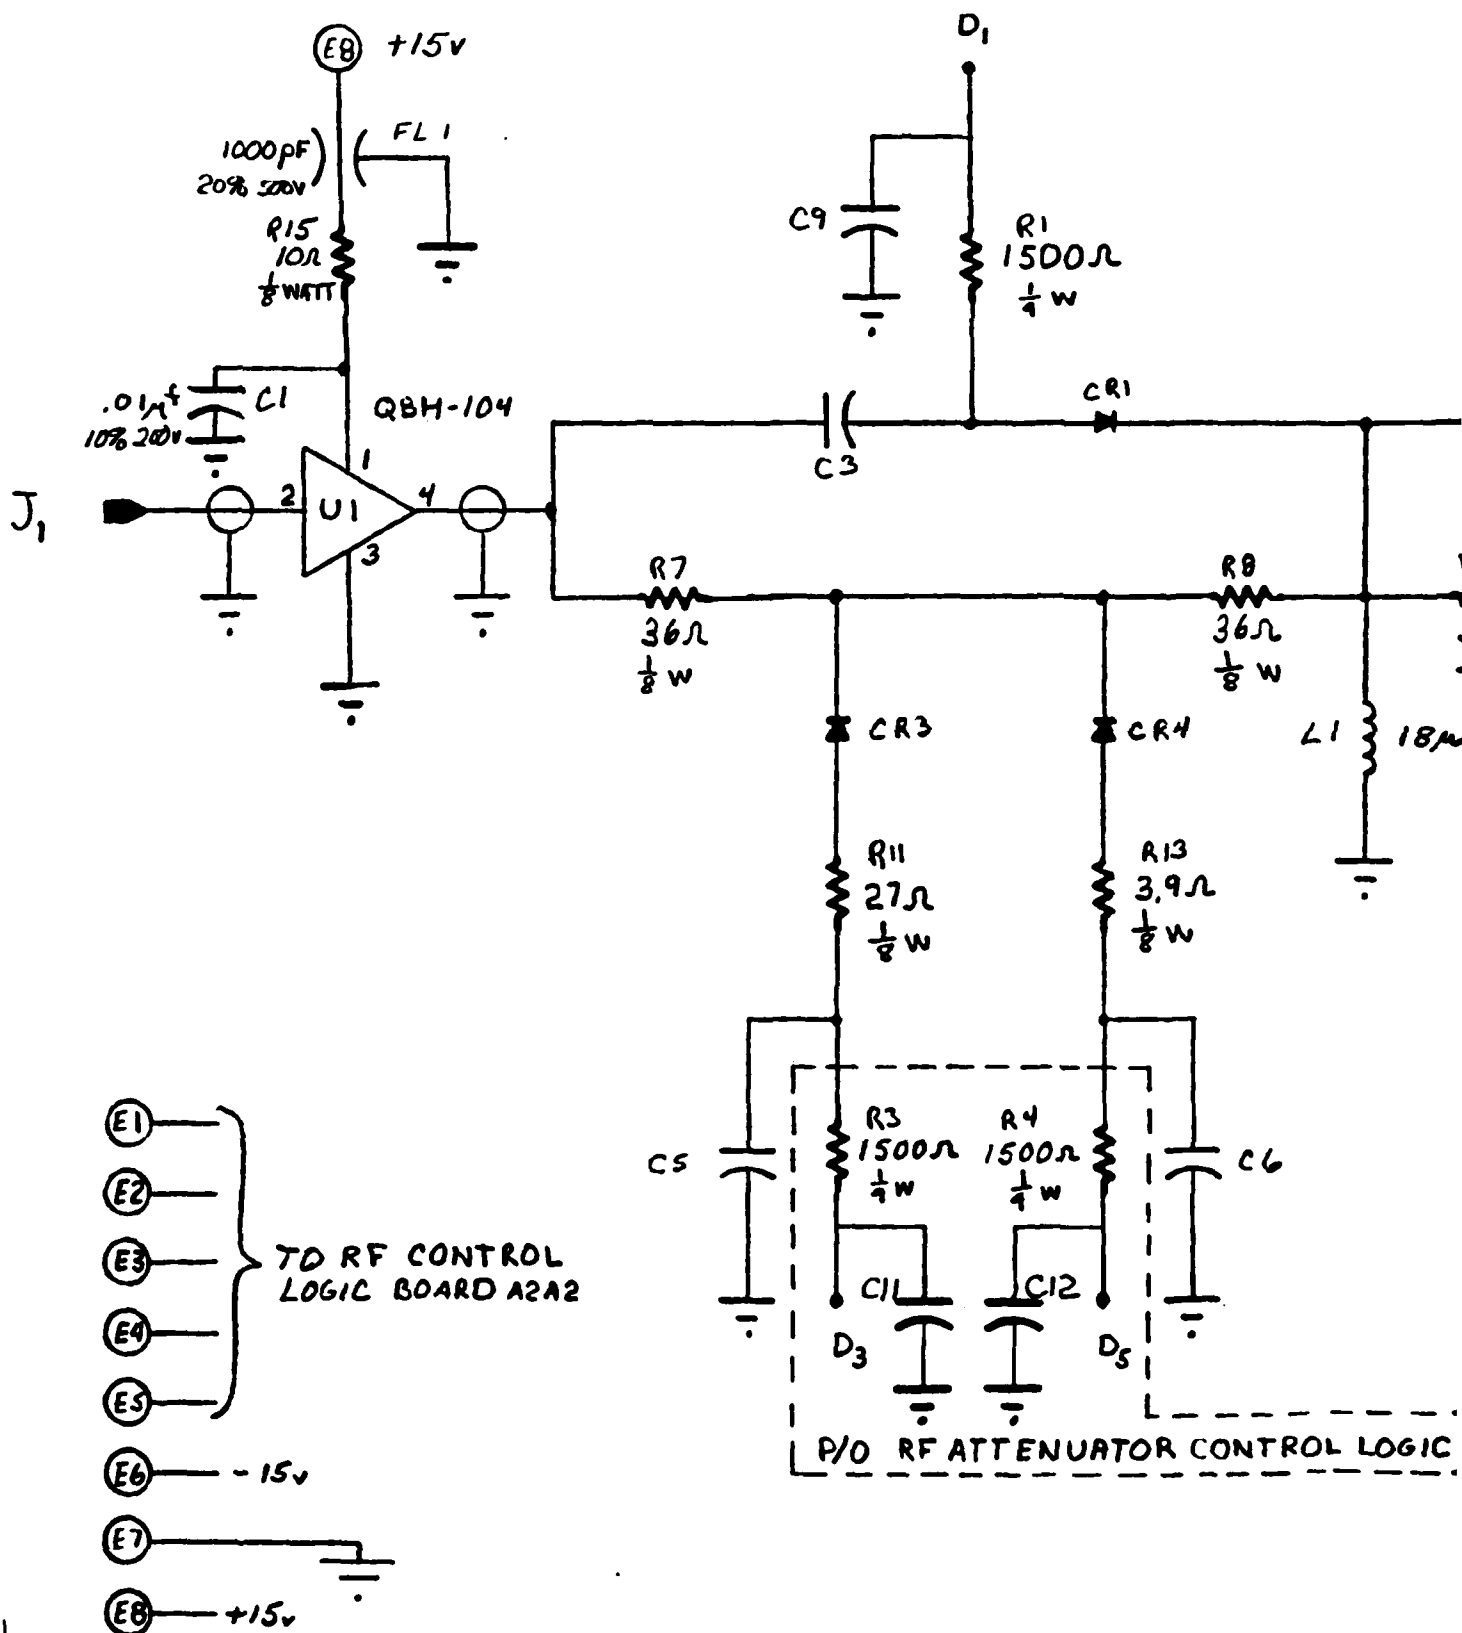 E8 +15v
D₁
1000pF FL1
20% 500v
R15
10Ω
1/8 WATT
C9
R1
1500Ω
1/4 W
.01μf C1
10% 200v
QBH-104
CR1
C3
J₁
2 U1 4
1
3
R7
36Ω
1/8 W
R8
36Ω
1/8 W
CR3
CR4
L1 18μ
R11
27Ω
1/8 W
R13
3.9Ω
1/8 W
C5
R3
1500Ω
1/4 W
R4
1500Ω
1/4 W
C6
C11
C12
D₃
D₅
P/O RF ATTENUATOR CONTROL LOGIC
E1
E2
E3
E4
E5
TO RF CONTROL
LOGIC BOARD A2A2
E6 -15v
E7
E8 +15v